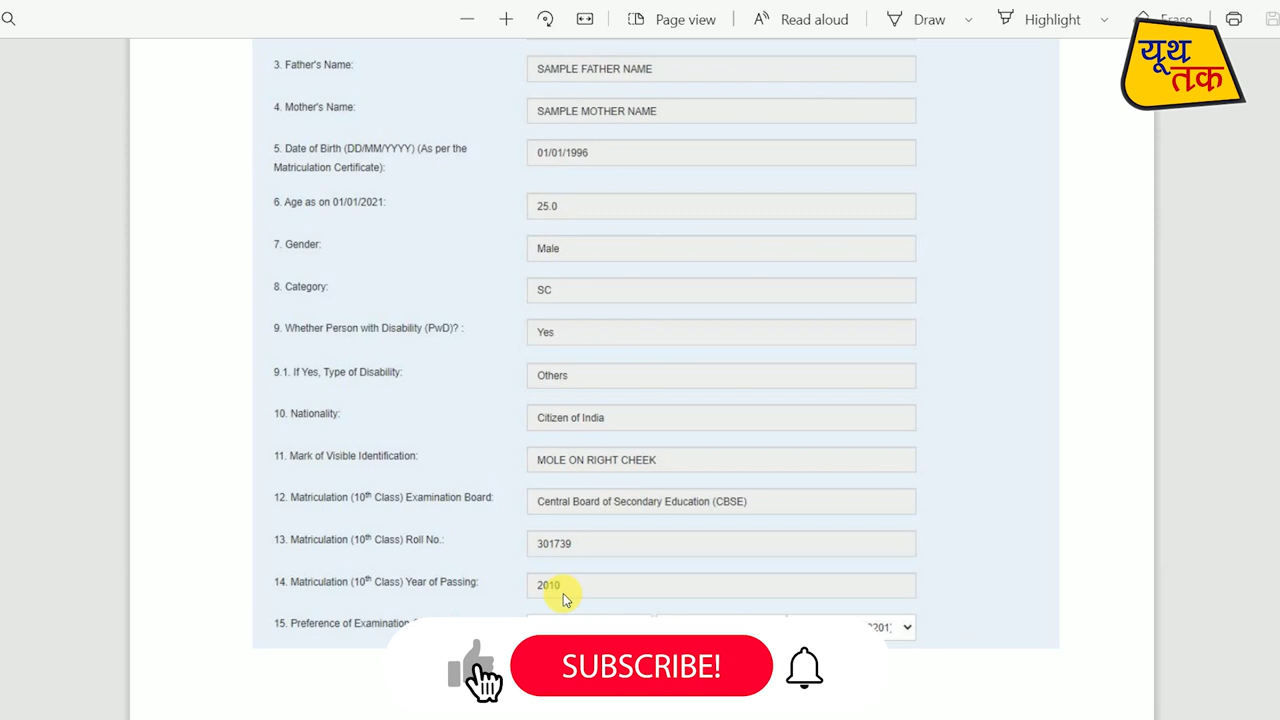 Page view
Read aloud
Draw
Highlight
Erase
यूथ
तक
3. Father's Name: SAMPLE FATHER NAME
4. Mother's Name: SAMPLE MOTHER NAME
5. Date of Birth (DD/MM/YYYY) (As per the
Matriculation Certificate): 01/01/1996
6. Age as on 01/01/2021: 25.0
7. Gender: Male
8. Category: SC
9. Whether Person with Disability (PwD)? : Yes
9.1. If Yes, Type of Disability: Others
10. Nationality: Citizen of India
11. Mark of Visible Identification: MOLE ON RIGHT CHEEK
12. Matriculation (10th Class) Examination Board: Central Board of Secondary Education (CBSE)
13. Matriculation (10th Class) Roll No.: 301739
14. Matriculation (10th Class) Year of Passing: 2010
15. Preference of Examination
SUBSCRIBE!